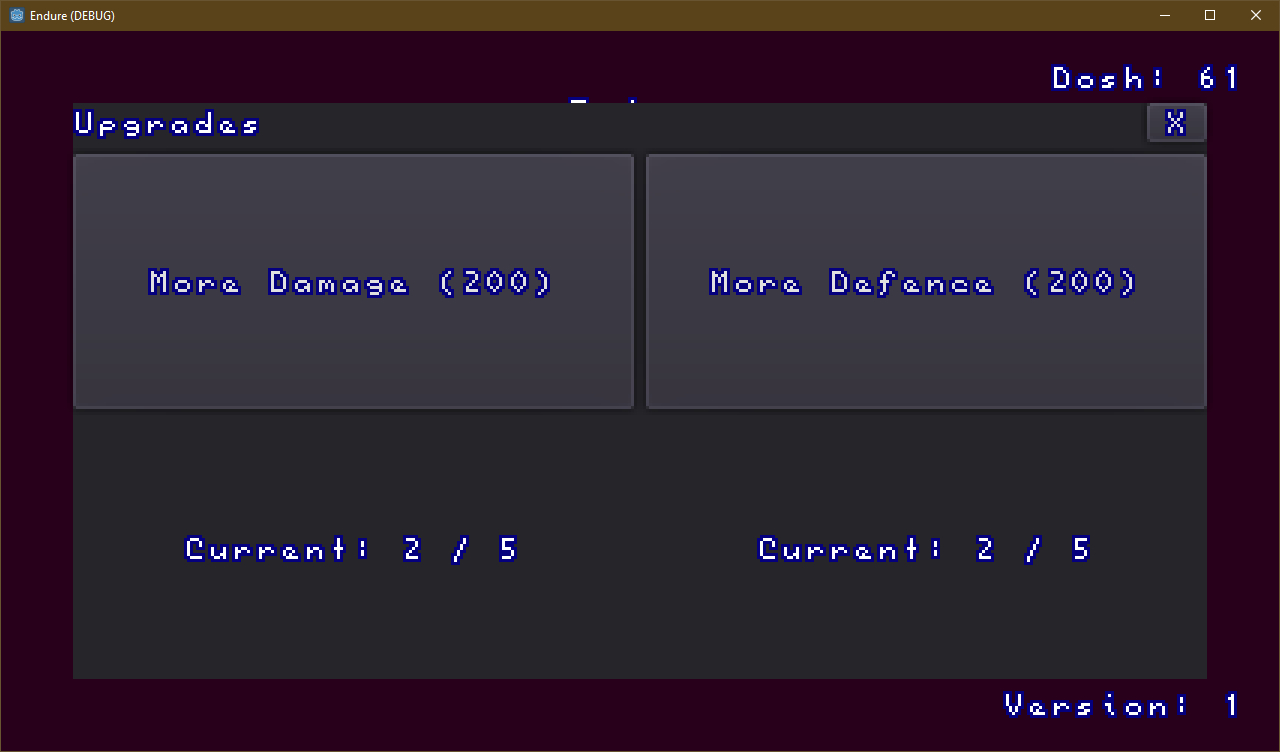 Endure (DEBUG)
Dosh: 61
Upgrades
X
More Damage (200)
More Defence (200)
Current: 2 / 5
Current: 2 / 5
Version: 1